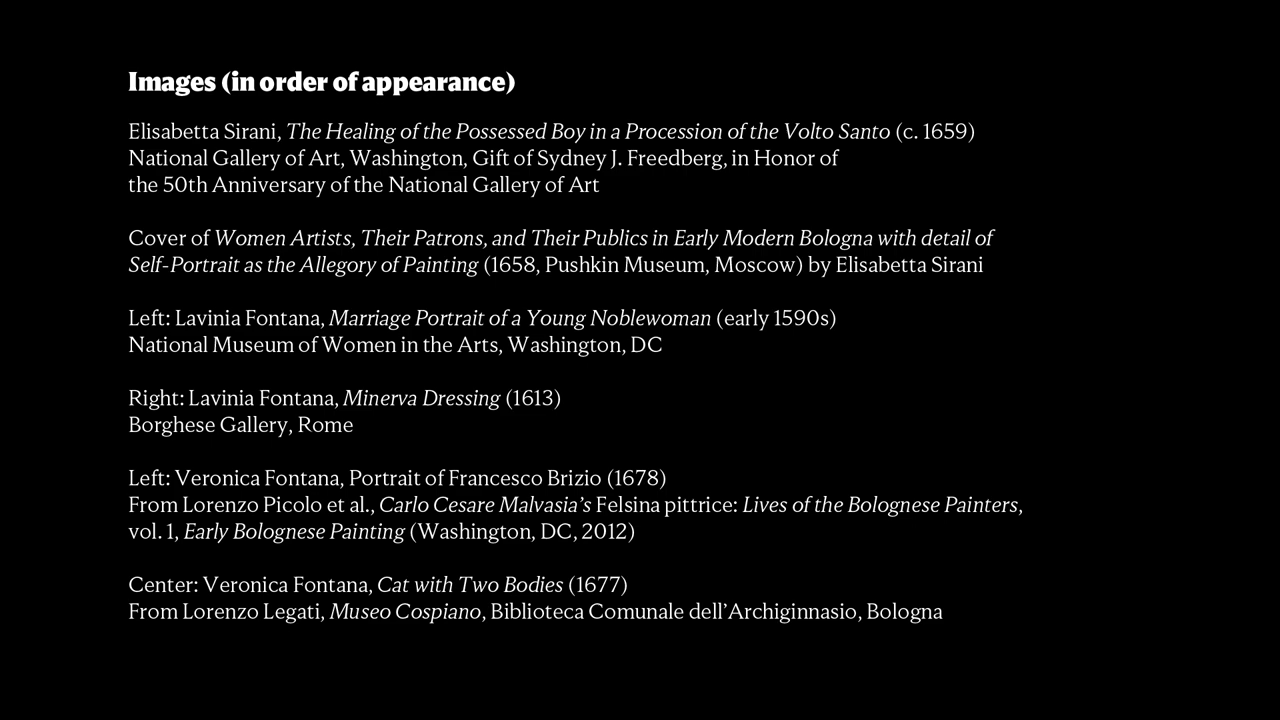 Images (in order of appearance)
Elisabetta Sirani, The Healing of the Possessed Boy in a Procession of the Volto Santo (c. 1659)
National Gallery of Art, Washington, Gift of Sydney J. Freedberg, in Honor of
the 50th Anniversary of the National Gallery of Art
Cover of Women Artists, Their Patrons, and Their Publics in Early Modern Bologna with detail of
Self-Portrait as the Allegory of Painting (1658, Pushkin Museum, Moscow) by Elisabetta Sirani
Left: Lavinia Fontana, Marriage Portrait of a Young Noblewoman (early 1590s)
National Museum of Women in the Arts, Washington, DC
Right: Lavinia Fontana, Minerva Dressing (1613)
Borghese Gallery, Rome
Left: Veronica Fontana, Portrait of Francesco Brizio (1678)
From Lorenzo Picolo et al., Carlo Cesare Malvasia’s Felsina pittrice: Lives of the Bolognese Painters,
vol. 1, Early Bolognese Painting (Washington, DC, 2012)
Center: Veronica Fontana, Cat with Two Bodies (1677)
From Lorenzo Legati, Museo Cospiano, Biblioteca Comunale dell’Archiginnasio, Bologna